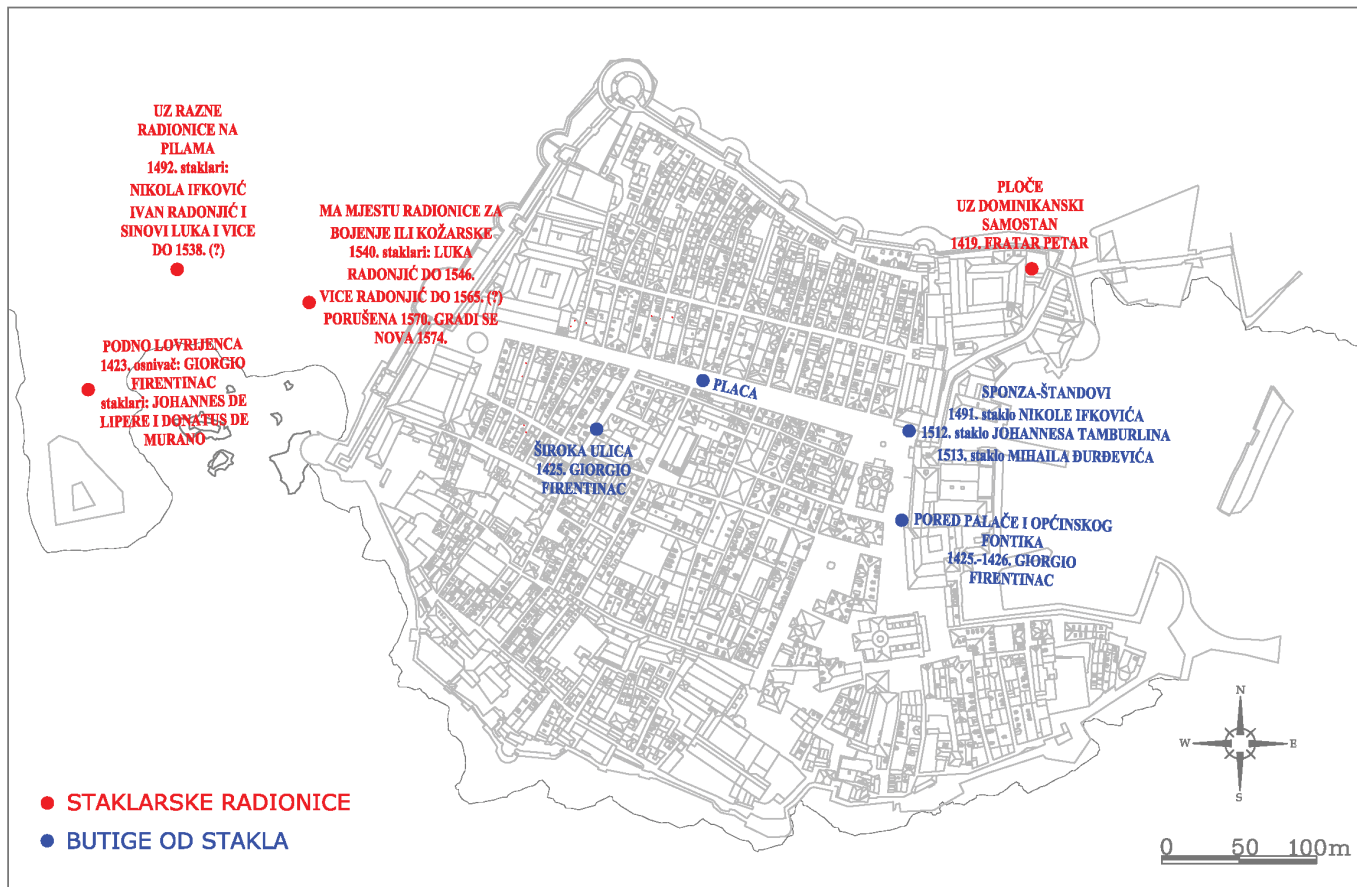 UZ RAZNE
RADIONICE NA
PILAMA
1492. staklari:
NIKOLA IFKOVIĆ
IVAN RADONJIĆ I
SINOVI LUKA I VICE
DO 1538. (?)
MA MJESTU RADIONICE ZA
BOJENJE ILI KOŽARSKE
1540. staklari: LUKA
RADONJIĆ DO 1546.
VICE RADONJIĆ DO 1565. (?)
PORUŠENA 1570. GRADI SE
NOVA 1574.
PODNO LOVRIJENCA
1423. osnivač: GIORGIO
FIRENTINAC
staklari: JOHANNES DE
LIPERE I DONATUS DE
MURANO
PLOČE
UZ DOMINIKANSKI
SAMOSTAN
1419. FRATAR PETAR
PLACA
ŠIROKA ULICA
1425. GIORGIO
FIRENTINAC
SPONZA-ŠTANDOVI
1491. staklo NIKOLE IFKOVIĆA
1512. staklo JOHANNESA TAMBURLINA
1513. staklo MIHAILA ĐURĐEVIĆA
PORED PALAČE I OPĆINSKOG
FONTIKA
1425.-1426. GIORGIO
FIRENTINAC
STAKLARSKE RADIONICE
BUTIGE OD STAKLA
N
W E
S
0 50 100m